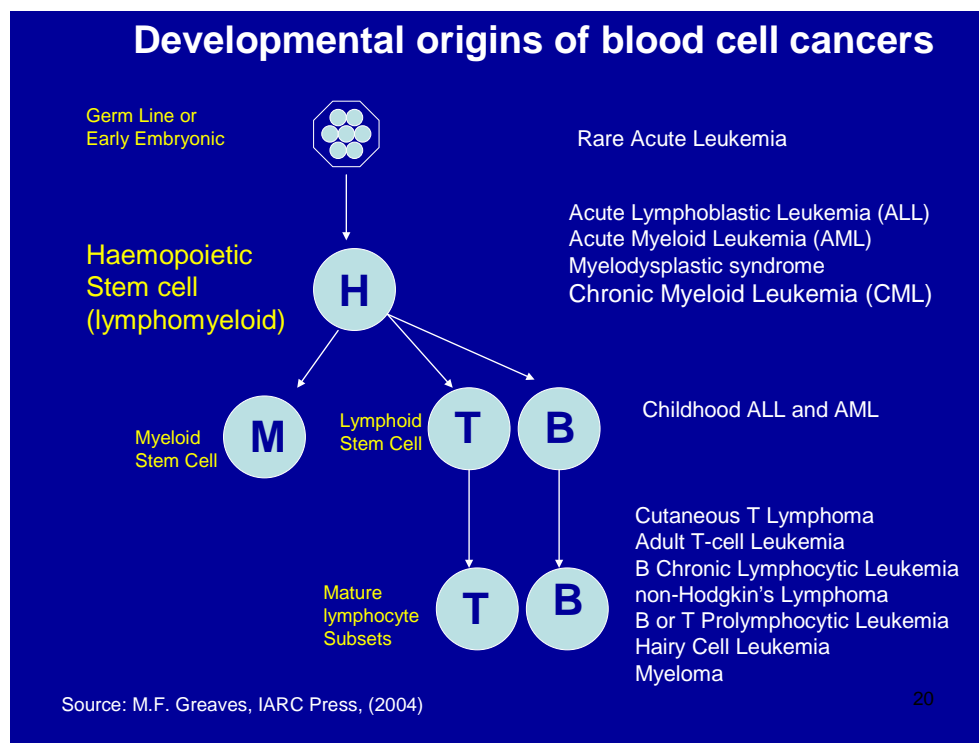 Developmental origins of blood cell cancers
Germ Line or
Early Embryonic
Rare Acute Leukemia
Haemopoietic
Stem cell
(lymphomyeloid)
H
Acute Lymphoblastic Leukemia (ALL)
Acute Myeloid Leukemia (AML)
Myelodysplastic syndrome
Chronic Myeloid Leukemia (CML)
Myeloid
Stem Cell
M
Lymphoid
Stem Cell
T
B
Childhood ALL and AML
Mature
lymphocyte
Subsets
T
B
Cutaneous T Lymphoma
Adult T-cell Leukemia
B Chronic Lymphocytic Leukemia
non-Hodgkin's Lymphoma
B or T Prolymphocytic Leukemia
Hairy Cell Leukemia
Myeloma
Source: M.F. Greaves, IARC Press, (2004)
20